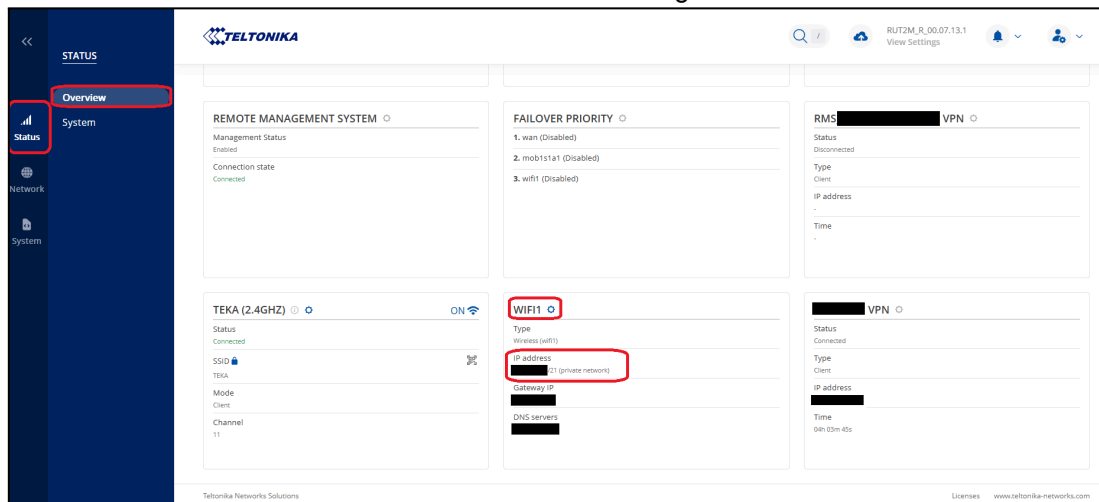 TELTONIKA
/
RUT2M_R_00.07.13.1
View Settings
STATUS
Overview
System
Status
Network
System
REMOTE MANAGEMENT SYSTEM
Management Status
Enabled
Connection state
Connected
FAILOVER PRIORITY
1. wan (Disabled)
2. mob1s1a1 (Disabled)
3. wifi1 (Disabled)
RMS VPN
Status
Disconnected
Type
Client
IP address
-
Time
-
TEKA (2.4GHZ) ON
Status
Connected
SSID
TEKA
Mode
Client
Channel
11
WIFI1
Type
Wireless (wifi1)
IP address
/21 (private network)
Gateway IP
DNS servers
VPN
Status
Connected
Type
Client
IP address
Time
04h 03m 45s
Teltonika Networks Solutions
Licenses www.teltonika-networks.com